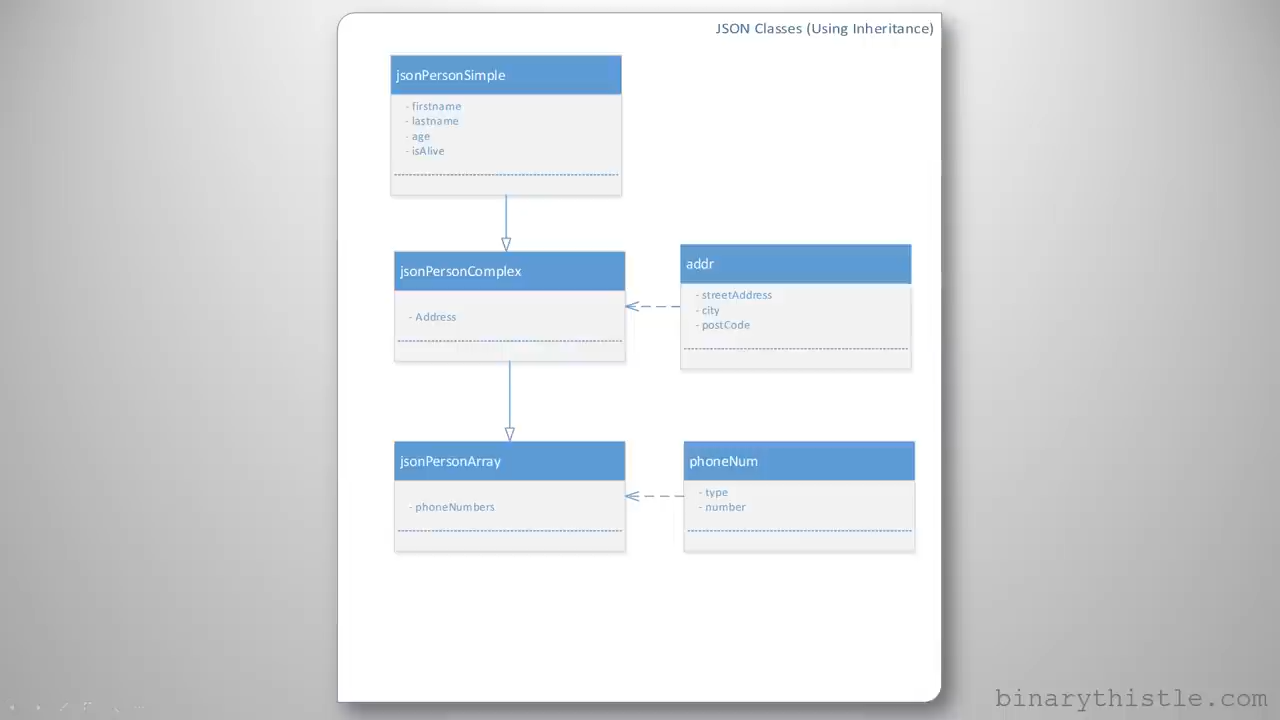 JSON Classes (Using Inheritance)
jsonPersonSimple
- firstname
- lastname
- age
- isAlive
jsonPersonComplex
- Address
addr
- streetAddress
- city
- postCode
jsonPersonArray
- phoneNumbers
phoneNum
- type
- number
binarythistle.com